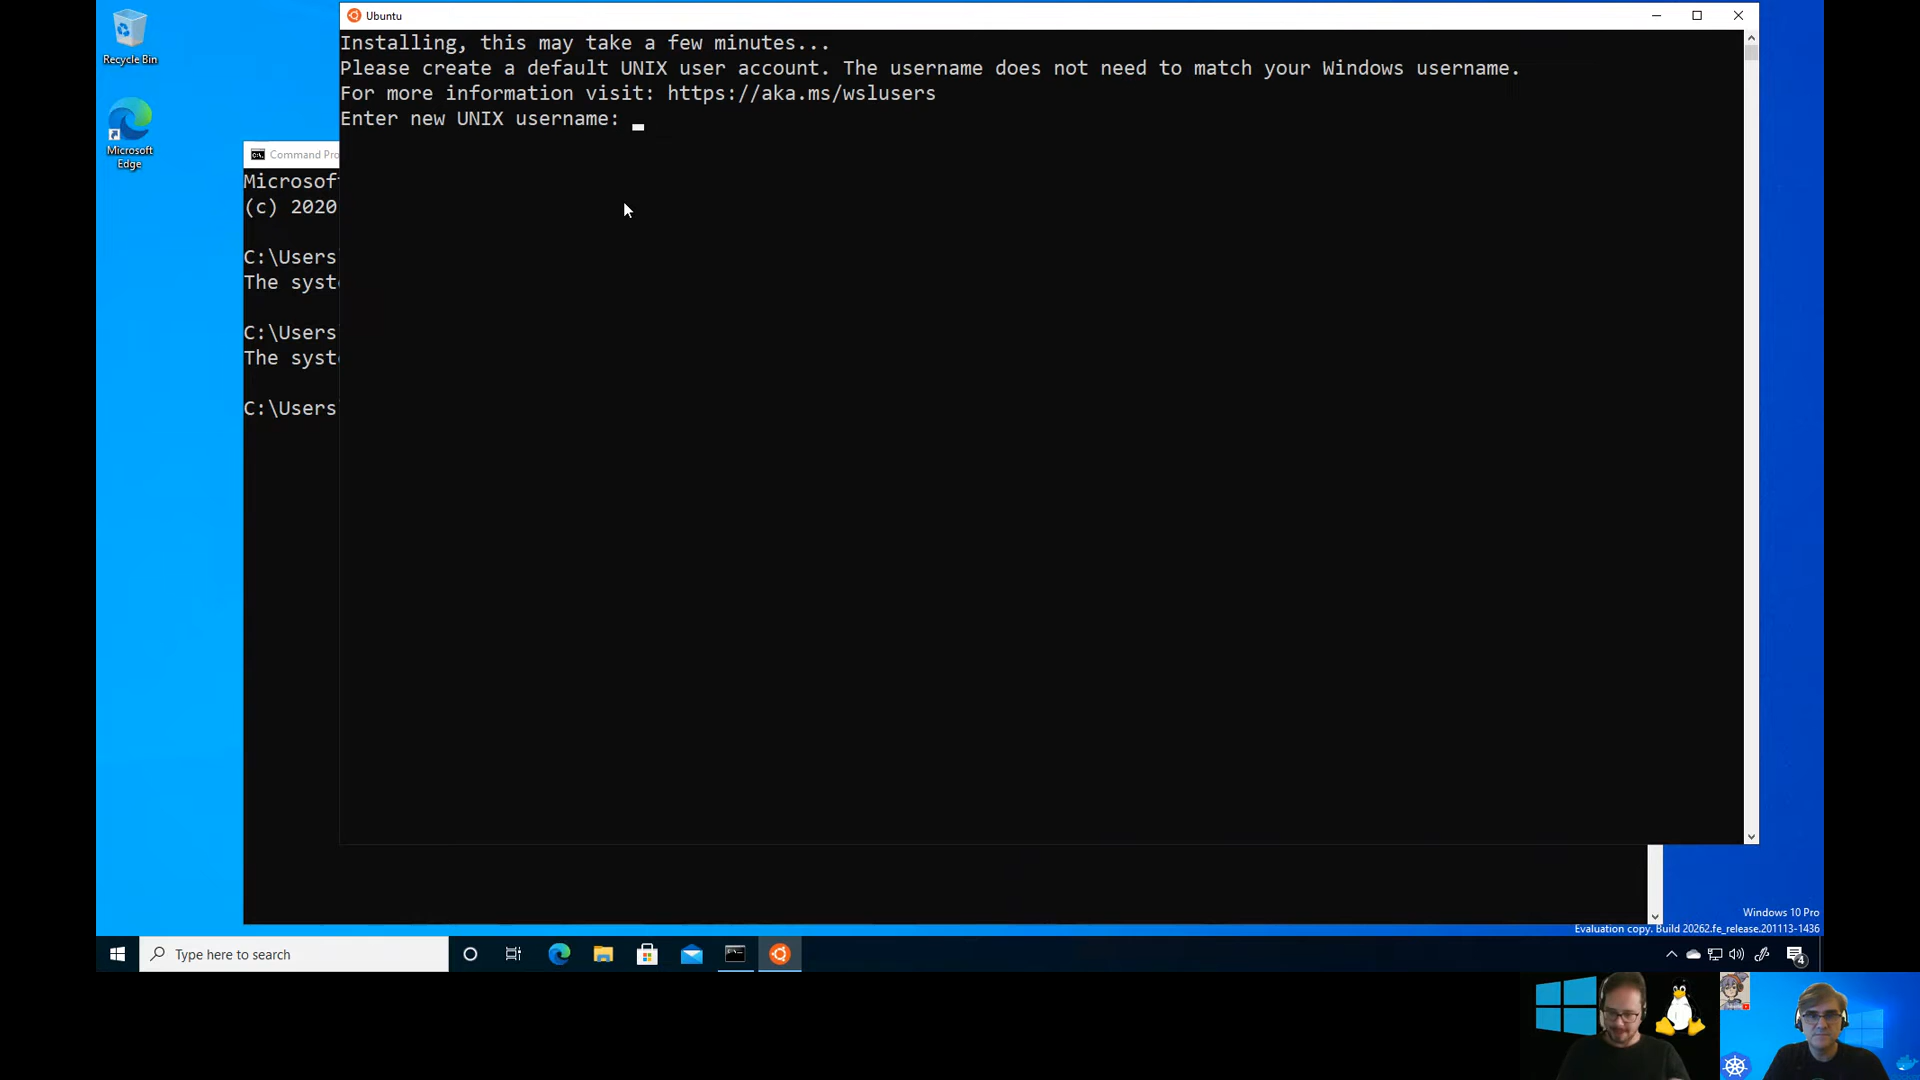 Recycle Bin
Microsoft
Edge
Ubuntu
Installing, this may take a few minutes...
Please create a default UNIX user account. The username does not need to match your Windows username.
For more information visit: https://aka.ms/wslusers
Enter new UNIX username:
Command Pro
Microsof
(c) 2020
C:\Users
The syst
C:\Users
The syst
C:\Users
Windows 10 Pro
Evaluation copy. Build 20262.fe_release.201113-1436
Type here to search
4